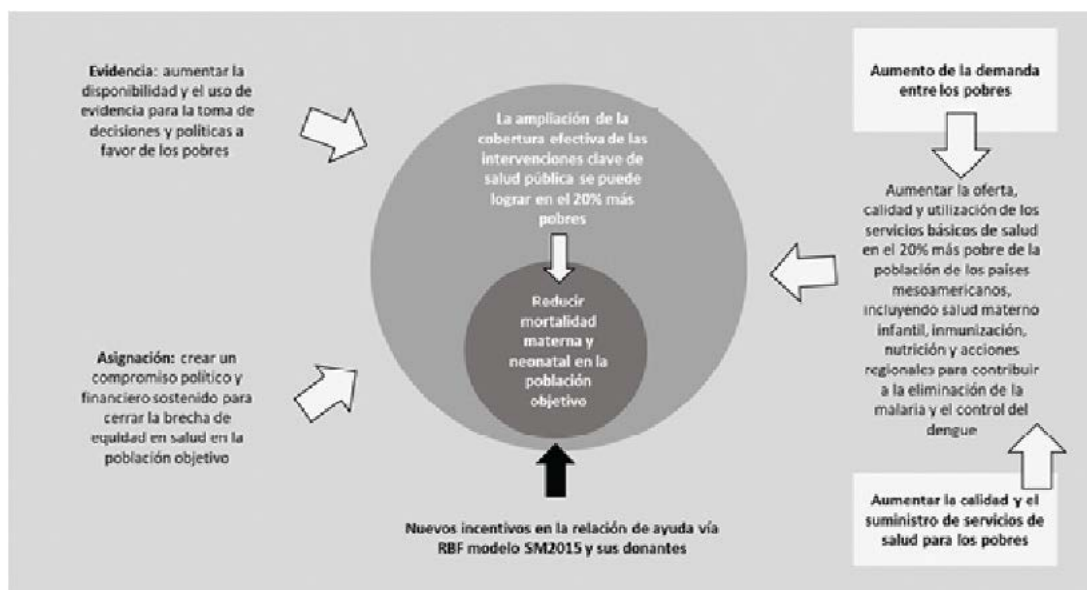 Evidencia: aumentar la
disponibilidad y el uso de
evidencia para la toma de
decisiones y políticas a
favor de los pobres
Asignación: crear un
compromiso político y
financiero sostenido para
cerrar la brecha de
equidad en salud en la
población objetivo
La ampliación de la
cobertura efectiva de las
intervenciones clave de
salud pública se puede
lograr en el 20% más
pobres
Reducir
mortalidad
materna y
neonatal en la
población
objetivo
Nuevos incentivos en la relación de ayuda vía
RBF modelo SM2015 y sus donantes
Aumento de la demanda
entre los pobres
Aumentar la oferta,
calidad y utilización de los
servicios básicos de salud
en el 20% más pobre de la
población de los países
mesoamericanos,
incluyendo salud materno
infantil, inmunización,
nutrición y acciones
regionales para contribuir
a la eliminación de la
malaria y el control del
dengue
Aumentar la calidad y el
suministro de servicios de
salud para los pobres